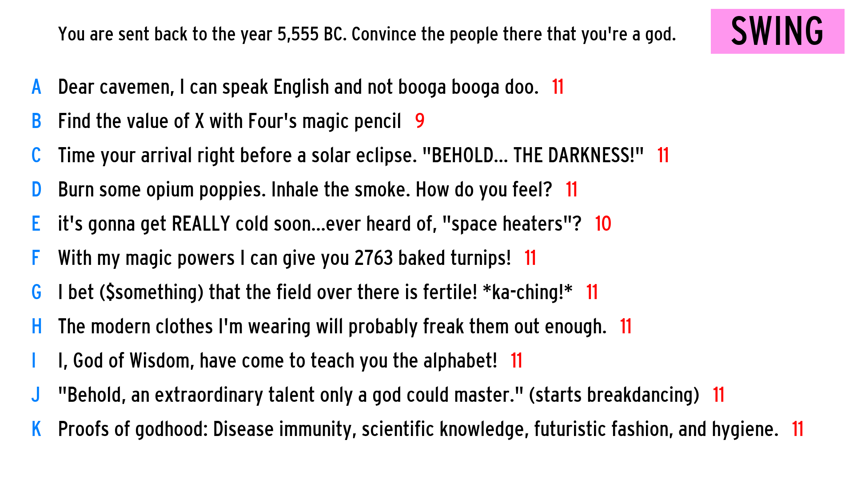 You are sent back to the year 5,555 BC. Convince the people there that you're a god.
SWING
A Dear cavemen, I can speak English and not booga booga doo. 11
B Find the value of X with Four's magic pencil 9
C Time your arrival right before a solar eclipse. "BEHOLD... THE DARKNESS!" 11
D Burn some opium poppies. Inhale the smoke. How do you feel? 11
E it's gonna get REALLY cold soon...ever heard of, "space heaters"? 10
F With my magic powers I can give you 2763 baked turnips! 11
G I bet ($something) that the field over there is fertile! *ka-ching!* 11
H The modern clothes I'm wearing will probably freak them out enough. 11
I I, God of Wisdom, have come to teach you the alphabet! 11
J "Behold, an extraordinary talent only a god could master." (starts breakdancing) 11
K Proofs of godhood: Disease immunity, scientific knowledge, futuristic fashion, and hygiene. 11